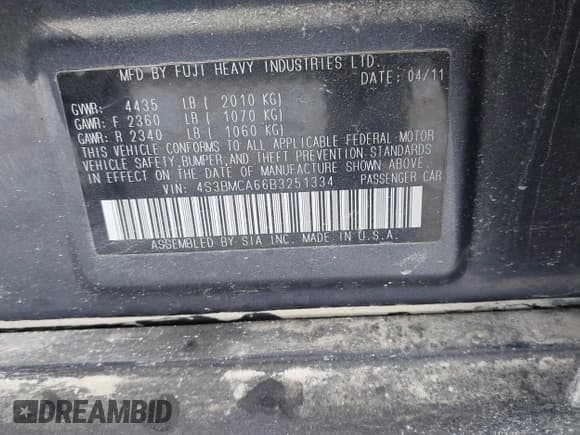 MFD BY FUJI HEAVY INDUSTRIES LTD.
DATE: 04/11
GVWR: 4435 LB ( 2010 KG)
GAWR: F 2360 LB ( 1070 KG)
GAWR: R 2340 LB ( 1060 KG)
THIS VEHICLE CONFORMS TO ALL APPLICABLE FEDERAL MOTOR
VEHICLE SAFETY,BUMPER,AND THEFT PREVENTION STANDARDS
IN EFFECT ON THE DATE OF MANUFACTURE SHOWN ABOVE.
VIN: 4S3BMCA66B3251334 PASSENGER CAR
ASSEMBLED BY SIA INC. MADE IN U.S.A.
DREAMBID